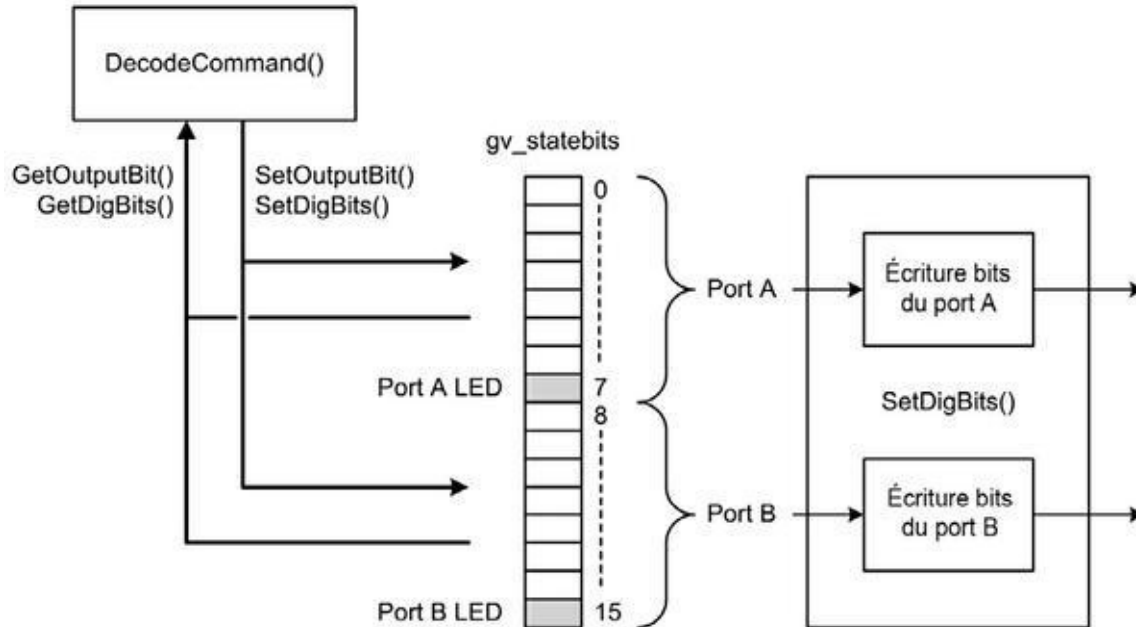 DecodeCommand()
GetOutputBit()
GetDigBits()
SetOutputBit()
SetDigBits()
gv_statebits
0
Port A LED
7
8
Port B LED
15
Port A
Port B
Écriture bits
du port A
SetDigBits()
Écriture bits
du port B